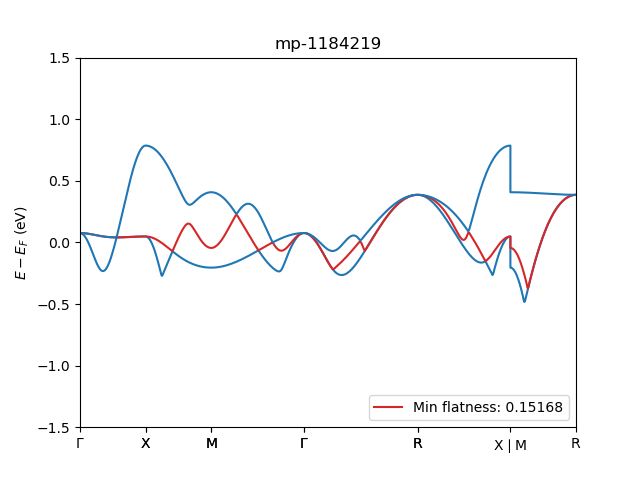 mp-1184219
1.5
1.0
0.5
0.0
−0.5
−1.0
−1.5
E − E_F (eV)
Min flatness: 0.15168
Γ X M Γ R X | M R